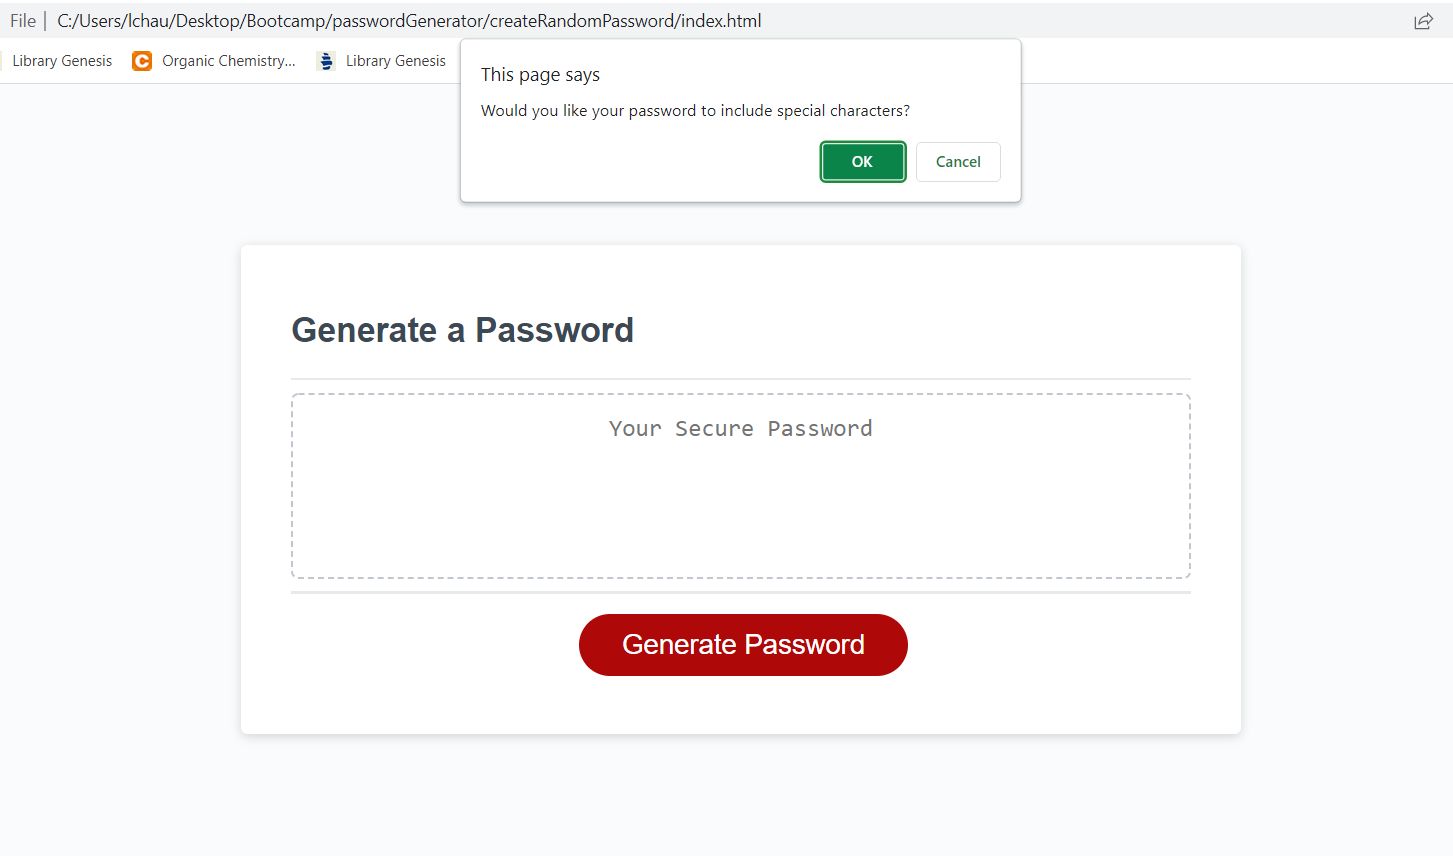 File | C:/Users/lchau/Desktop/Bootcamp/passwordGenerator/createRandomPassword/index.html
Library Genesis Organic Chemistry... Library Genesis
This page says
Would you like your password to include special characters?
OK Cancel
Generate a Password
Your Secure Password
Generate Password